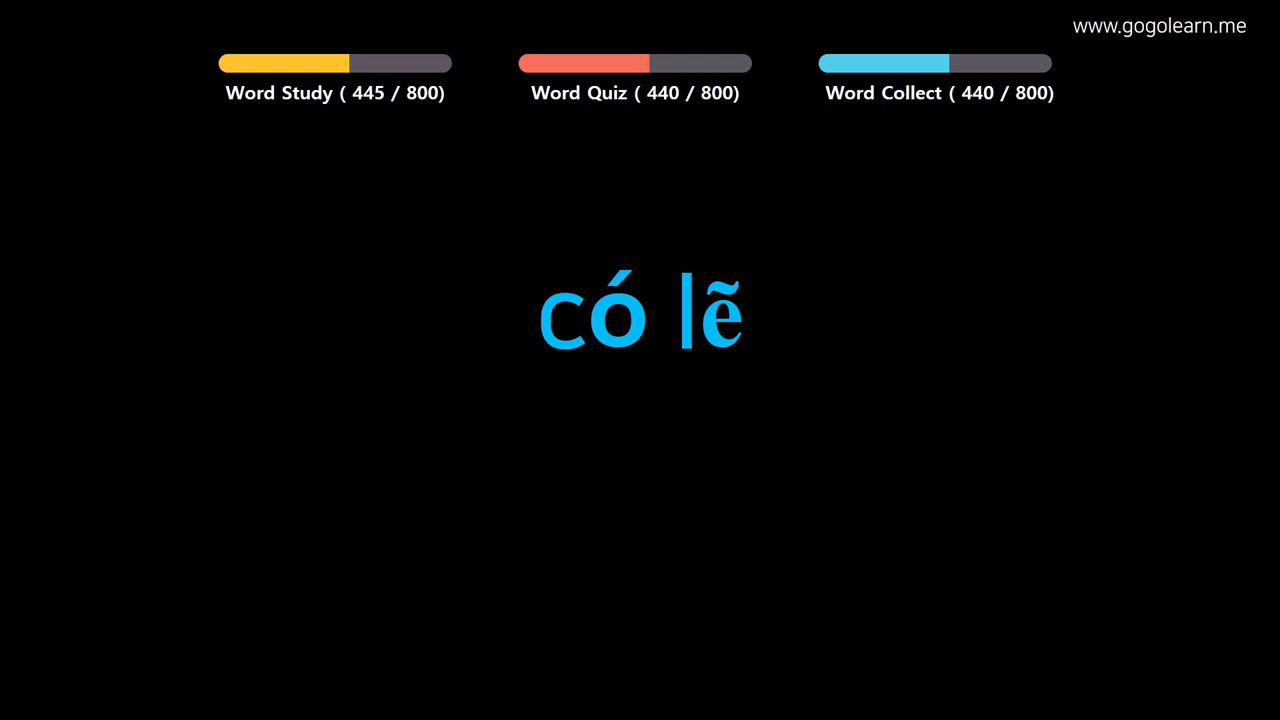 www.gogolearn.me
Word Study ( 445 / 800)
Word Quiz ( 440 / 800)
Word Collect ( 440 / 800)
có lẽ